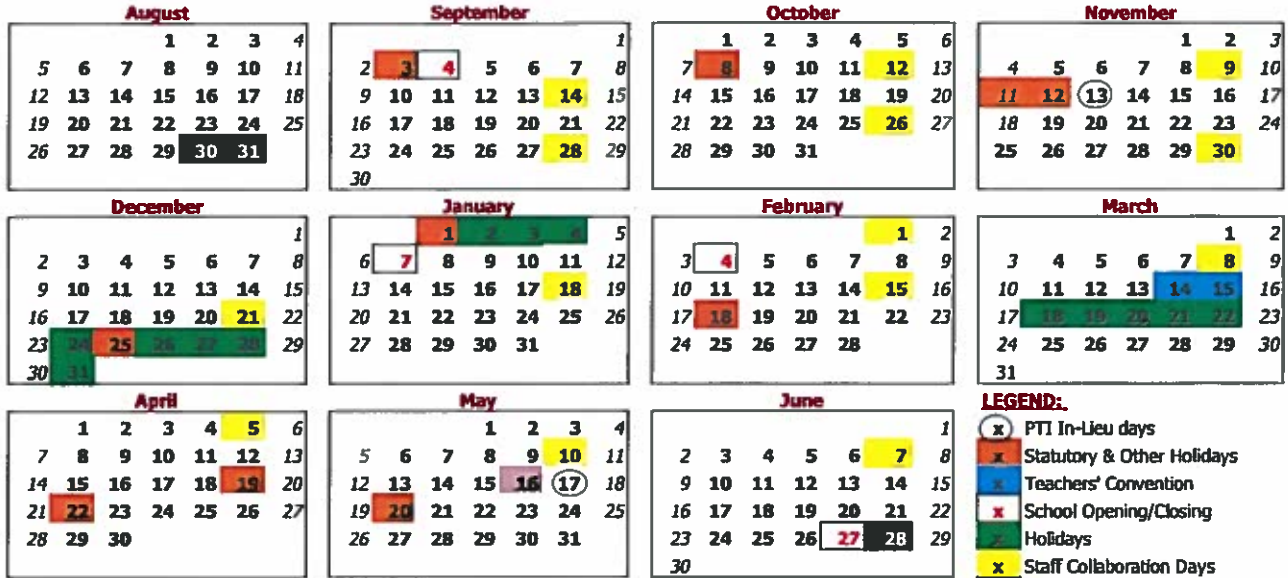 August
1 2 3 4
5 6 7 8 9 10 11
12 13 14 15 16 17 18
19 20 21 22 23 24 25
26 27 28 29 30 31
September
1
2 3 4 5 6 7 8
9 10 11 12 13 14 15
16 17 18 19 20 21 22
23 24 25 26 27 28 29
30
October
1 2 3 4 5 6
7 8 9 10 11 12 13
14 15 16 17 18 19 20
21 22 23 24 25 26 27
28 29 30 31
November
1 2 3
4 5 6 7 8 9 10
11 12 13 14 15 16 17
18 19 20 21 22 23 24
25 26 27 28 29 30
December
1
2 3 4 5 6 7 8
9 10 11 12 13 14 15
16 17 18 19 20 21 22
23 24 25 26 27 28 29
30 31
January
1 2 3 4 5
6 7 8 9 10 11 12
13 14 15 16 17 18 19
20 21 22 23 24 25 26
27 28 29 30 31
February
1 2
3 4 5 6 7 8 9
10 11 12 13 14 15 16
17 18 19 20 21 22 23
24 25 26 27 28
March
1 2
3 4 5 6 7 8 9
10 11 12 13 14 15 16
17 18 19 20 21 22 23
24 25 26 27 28 29 30
31
April
1 2 3 4 5 6
7 8 9 10 11 12 13
14 15 16 17 18 19 20
21 22 23 24 25 26 27
28 29 30
May
1 2 3 4
5 6 7 8 9 10 11
12 13 14 15 16 17 18
19 20 21 22 23 24 25
26 27 28 29 30 31
June
1
2 3 4 5 6 7 8
9 10 11 12 13 14 15
16 17 18 19 20 21 22
23 24 25 26 27 28 29
30
LEGEND:
x PTI In-Lieu days
x Statutory & Other Holidays
x Teachers' Convention
x School Opening/Closing
x Holidays
x Staff Collaboration Days